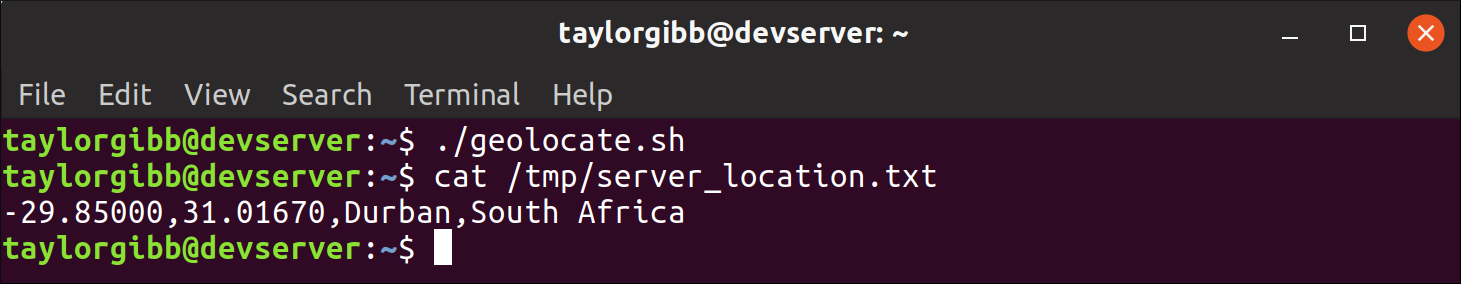 taylorgibb@devserver: ~
File Edit View Search Terminal Help
taylorgibb@devserver:~$ ./geolocate.sh
taylorgibb@devserver:~$ cat /tmp/server_location.txt
-29.85000,31.01670,Durban,South Africa
taylorgibb@devserver:~$